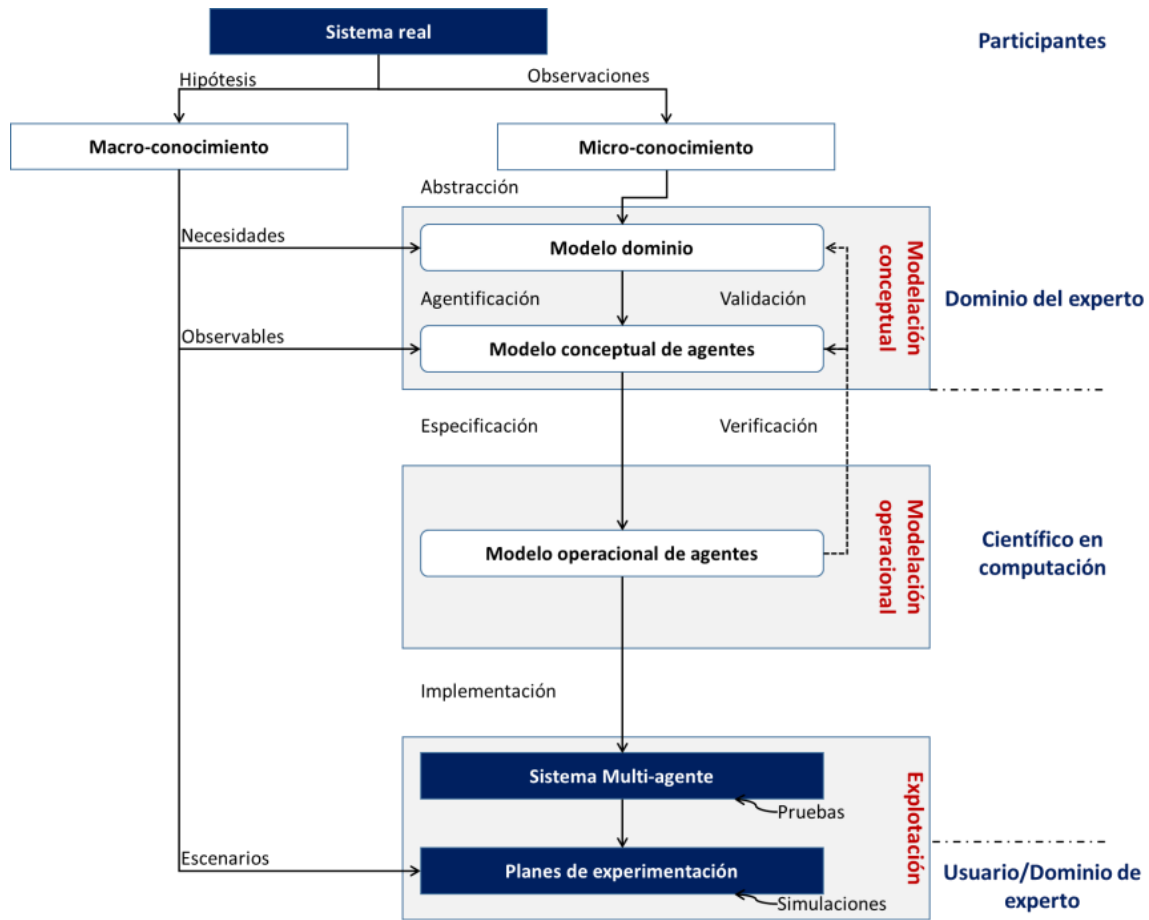 Sistema real
Participantes
Hipótesis
Observaciones
Macro-conocimiento
Micro-conocimiento
Abstracción
Necesidades
Modelo dominio
Modelación
conceptual
Agentificación
Validación
Dominio del experto
Observables
Modelo conceptual de agentes
Especificación
Verificación
Modelo operacional de agentes
Modelación
operacional
Científico en
computación
Implementación
Sistema Multi-agente
Explotación
Pruebas
Escenarios
Planes de experimentación
Usuario/Dominio de
experto
Simulaciones